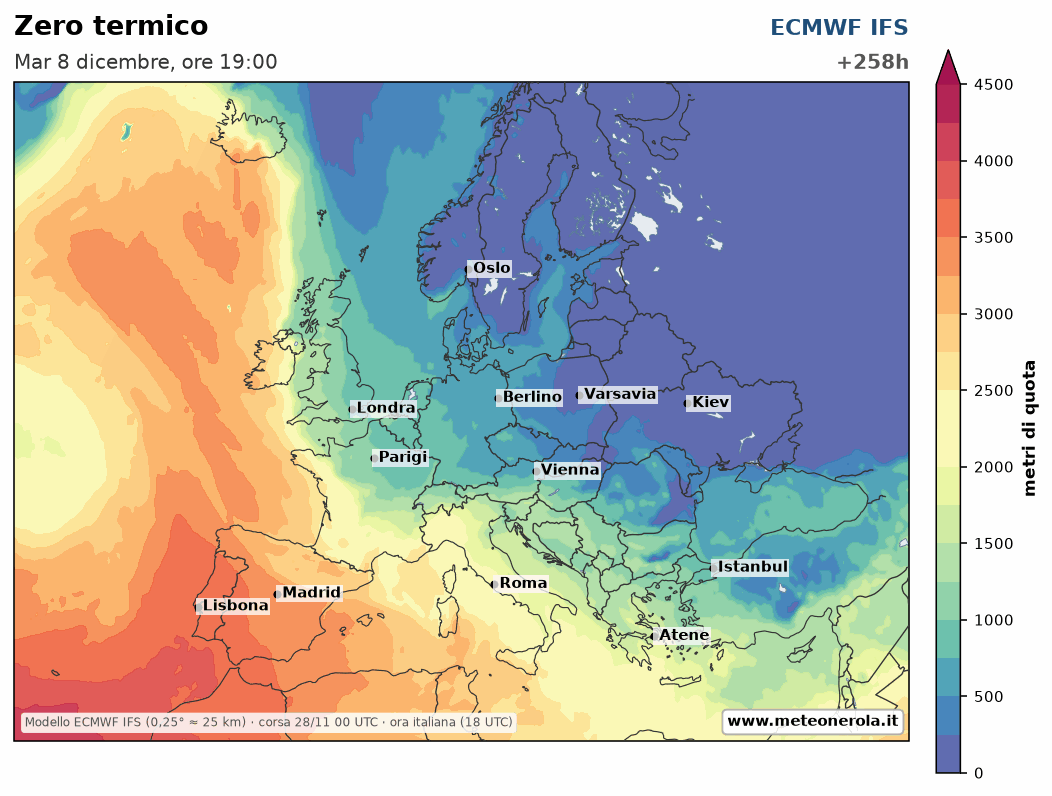 Zero termico
ECMWF IFS
Mar 8 dicembre, ore 19:00
+258h
4500
4000
3500
3000
2500
2000
1500
1000
500
0
metri di quota
Oslo
Berlino
Varsavia
Kiev
Londra
Parigi
Vienna
Istanbul
Roma
Madrid
Lisbona
Atene
Modello ECMWF IFS (0,25° ≈ 25 km) · corsa 28/11 00 UTC · ora italiana (18 UTC)
www.meteonerola.it